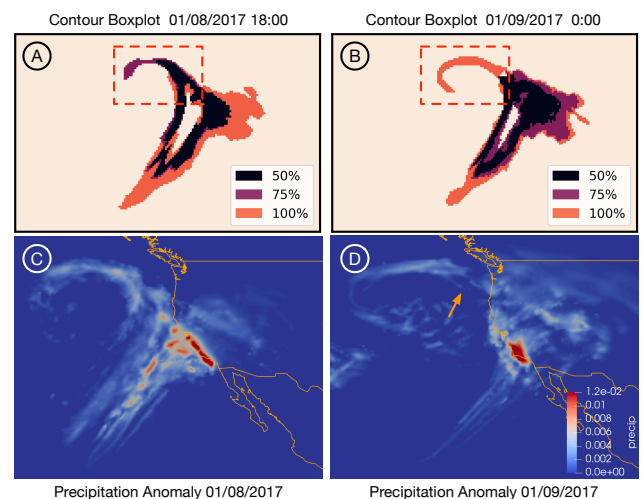 Contour Boxplot 01/08/2017 18:00
Contour Boxplot 01/09/2017 0:00
A
50%
75%
100%
B
50%
75%
100%
C
D
1.2e-02
0.01
0.008
0.006
0.004
0.002
0.0e+00
precip
Precipitation Anomaly 01/08/2017
Precipitation Anomaly 01/09/2017